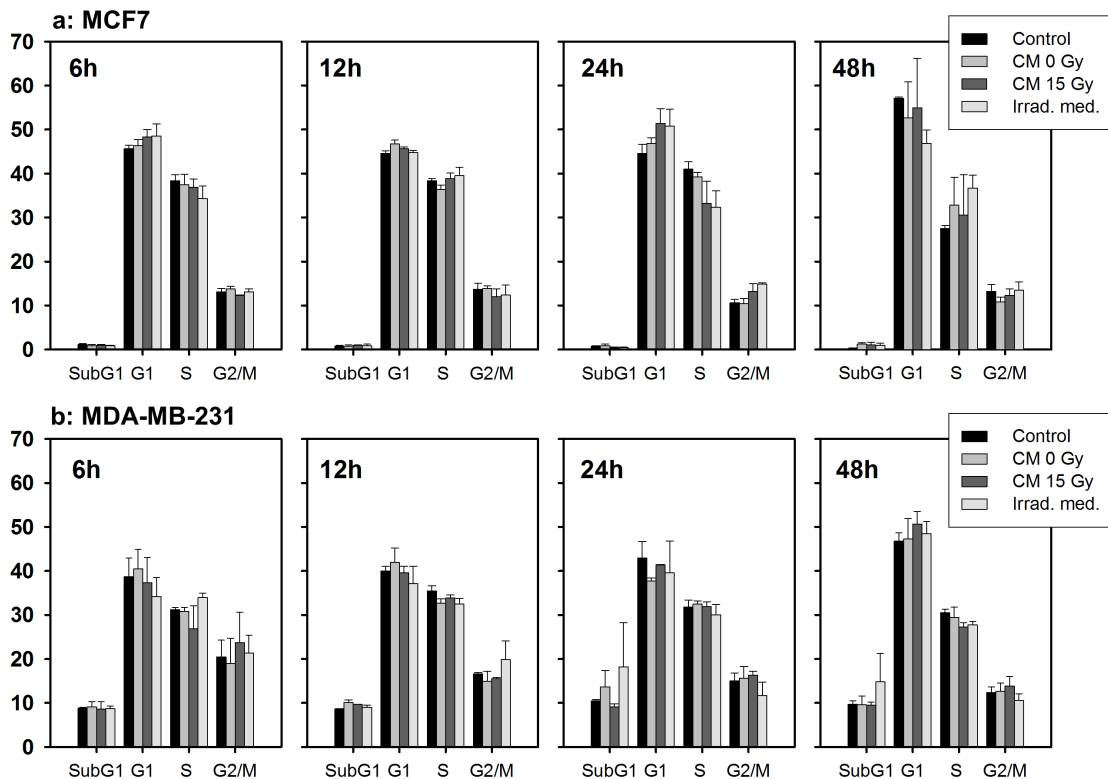 a: MCF7
70
60
50
40
30
20
10
0
6h
12h
24h
48h
Control
CM 0 Gy
CM 15 Gy
Irrad. med.
SubG1 G1 S G2/M
SubG1 G1 S G2/M
SubG1 G1 S G2/M
SubG1 G1 S G2/M
b: MDA-MB-231
70
60
50
40
30
20
10
0
6h
12h
24h
48h
Control
CM 0 Gy
CM 15 Gy
Irrad. med.
SubG1 G1 S G2/M
SubG1 G1 S G2/M
SubG1 G1 S G2/M
SubG1 G1 S G2/M